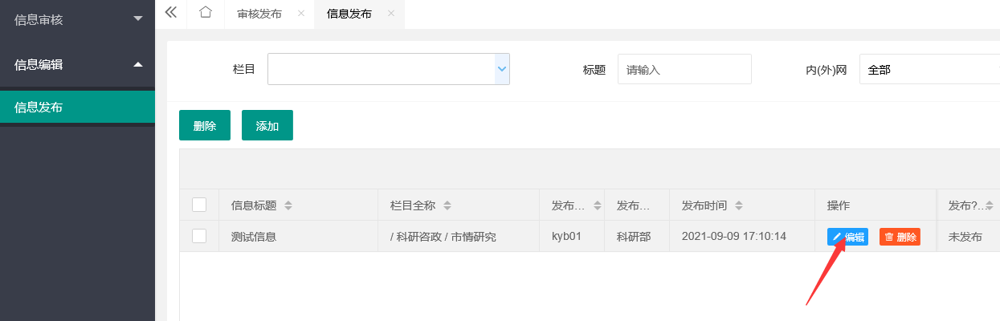 信息审核
信息编辑
信息发布
审核发布
信息发布
栏目
标题 请输入
内(外)网 全部
删除 添加
信息标题 栏目全称 发布... 发布... 发布时间 操作 发布?...
测试信息 / 科研咨政 / 市情研究 kyb01 科研部 2021-09-09 17:10:14 编辑 删除 未发布